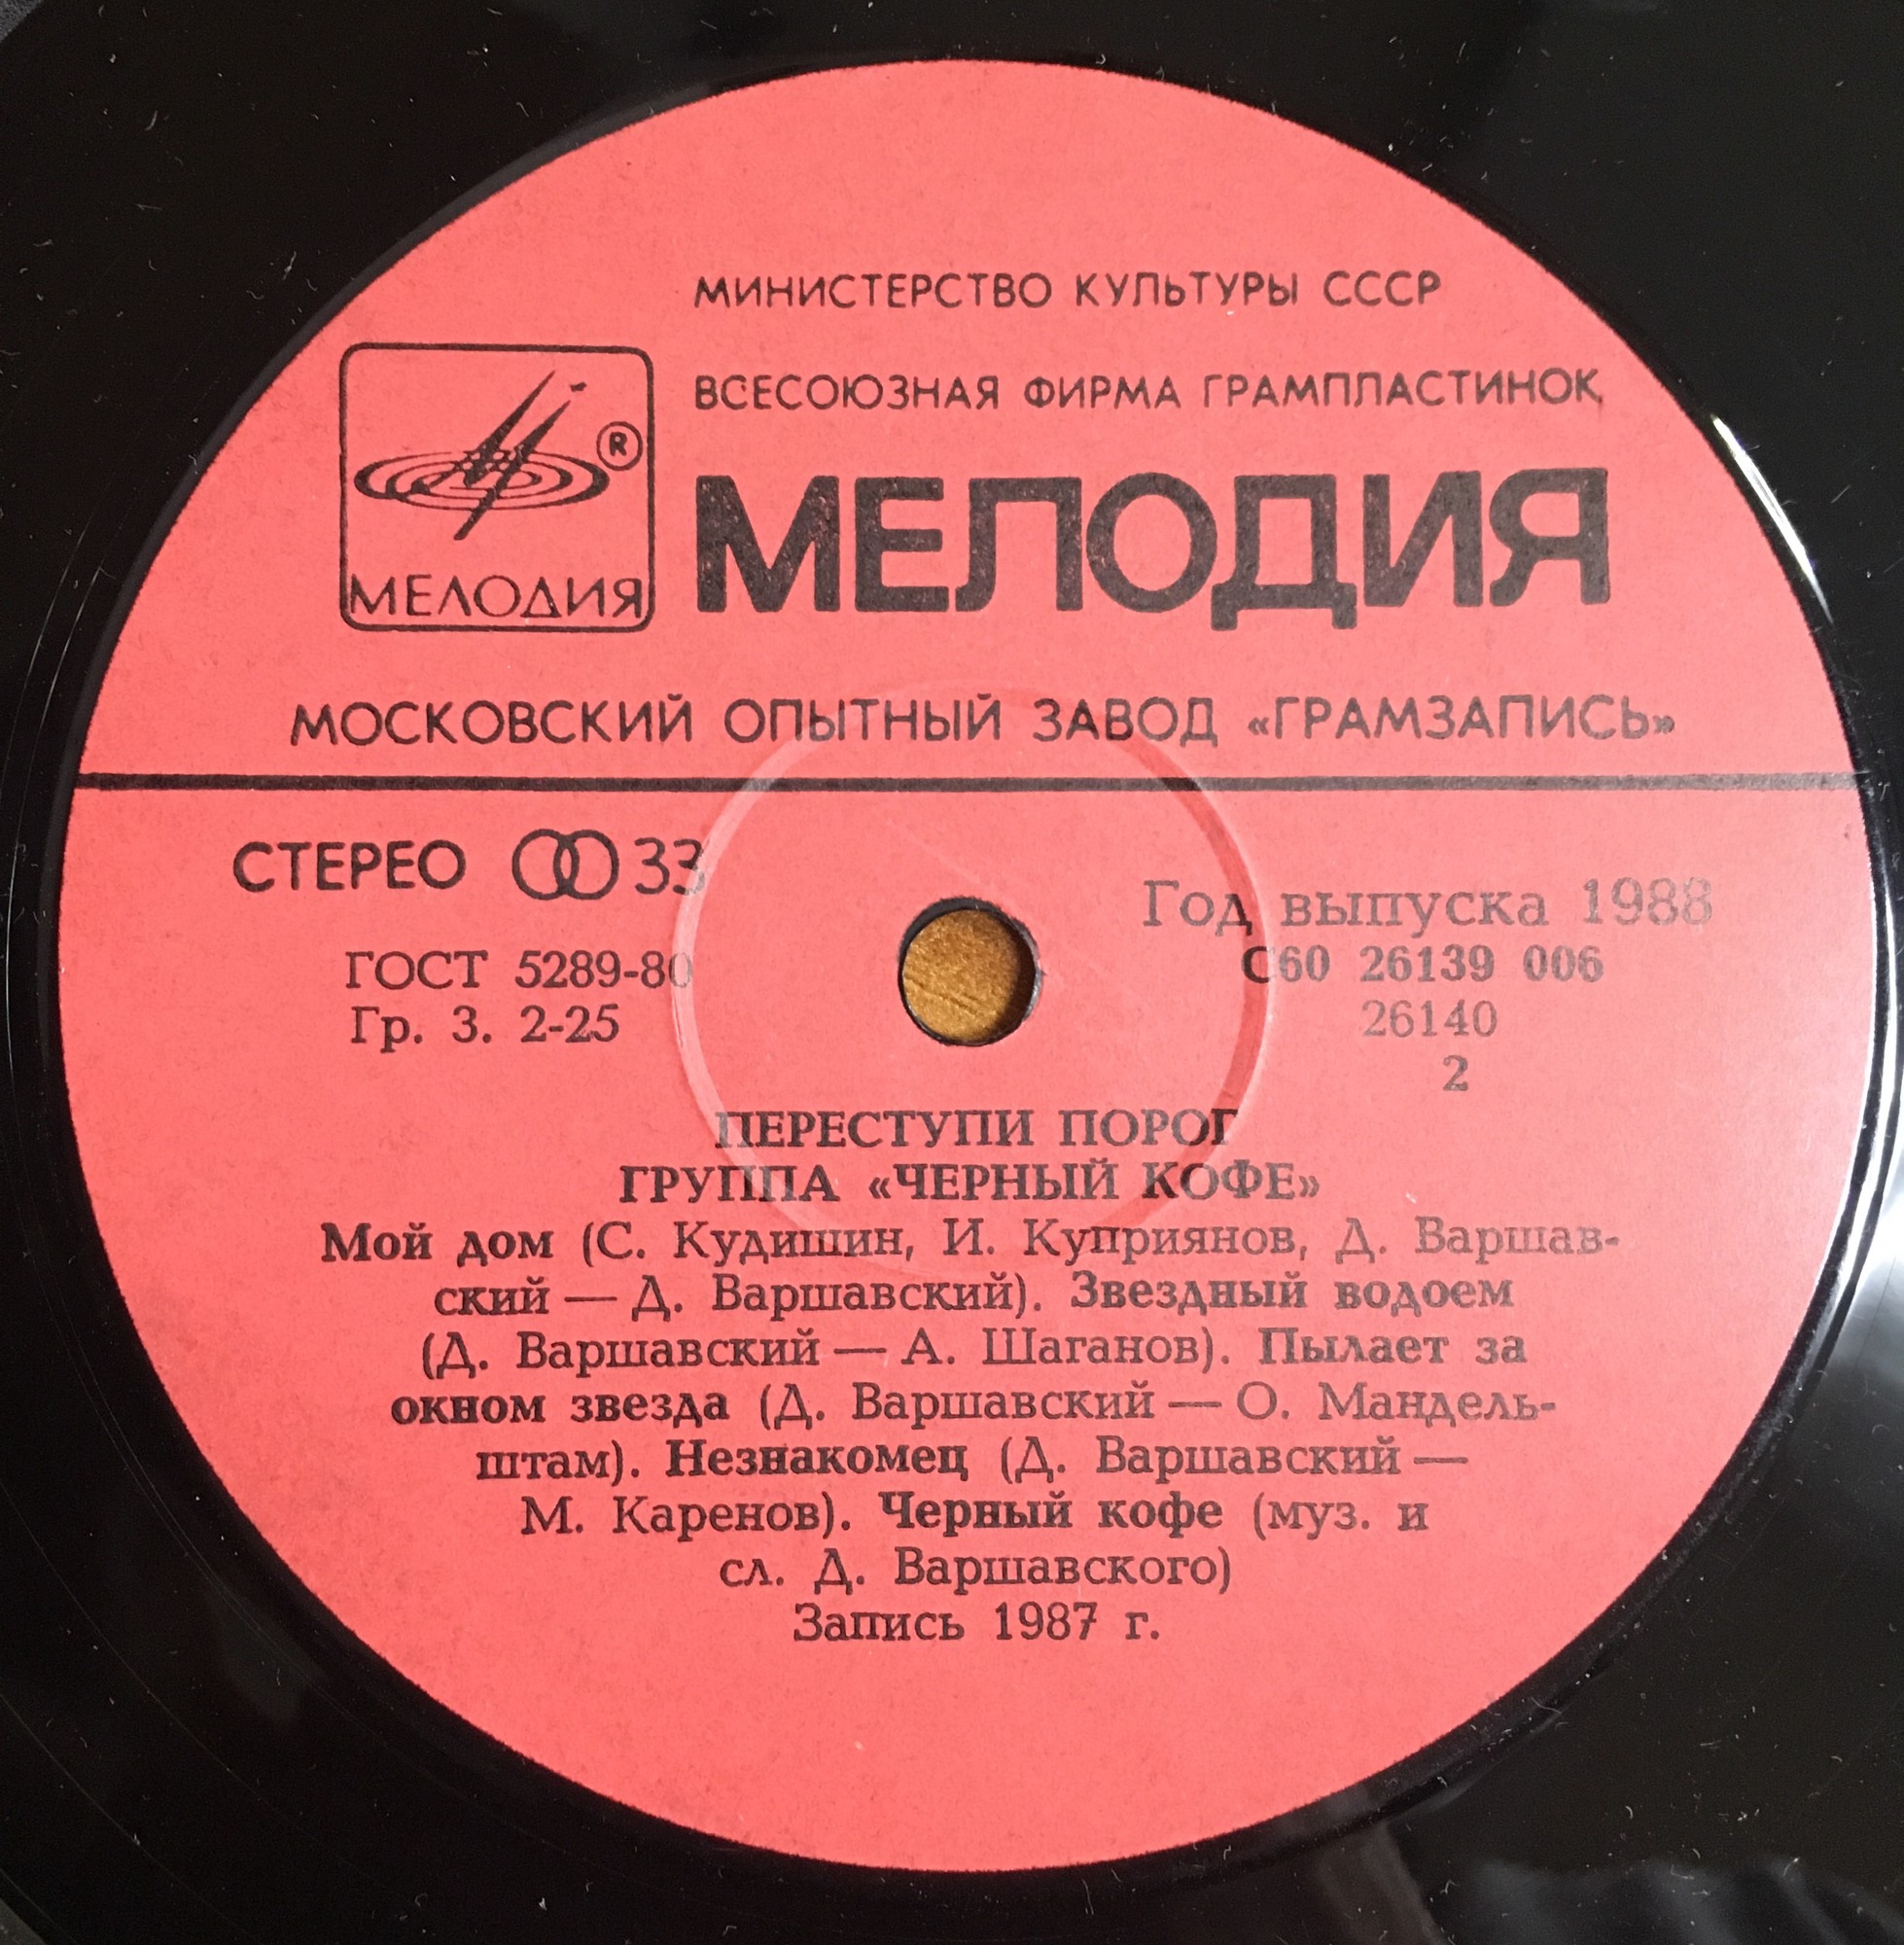 МИНИСТЕРСТВО КУЛЬТУРЫ СССР
ВСЕСОЮЗНАЯ ФИРМА ГРАМПЛАСТИНОК
®
МЕЛОДИЯ
МЕЛОДИЯ
МОСКОВСКИЙ ОПЫТНЫЙ ЗАВОД «ГРАМЗАПИСЬ»
СТЕРЕО 33
Год выпуска 1988
ГОСТ 5289-80
С60 26139 006
Гр. 3. 2-25
26140
2
ПЕРЕСТУПИ ПОРОГ
ГРУППА «ЧЕРНЫЙ КОФЕ»
Мой дом (С. Кудишин, И. Куприянов, Д. Варшав-
ский — Д. Варшавский). Звездный водоем
(Д. Варшавский — А. Шаганов). Пылает за
окном звезда (Д. Варшавский — О. Мандель-
штам). Незнакомец (Д. Варшавский —
М. Каренов). Черный кофе (муз. и
сл. Д. Варшавского)
Запись 1987 г.